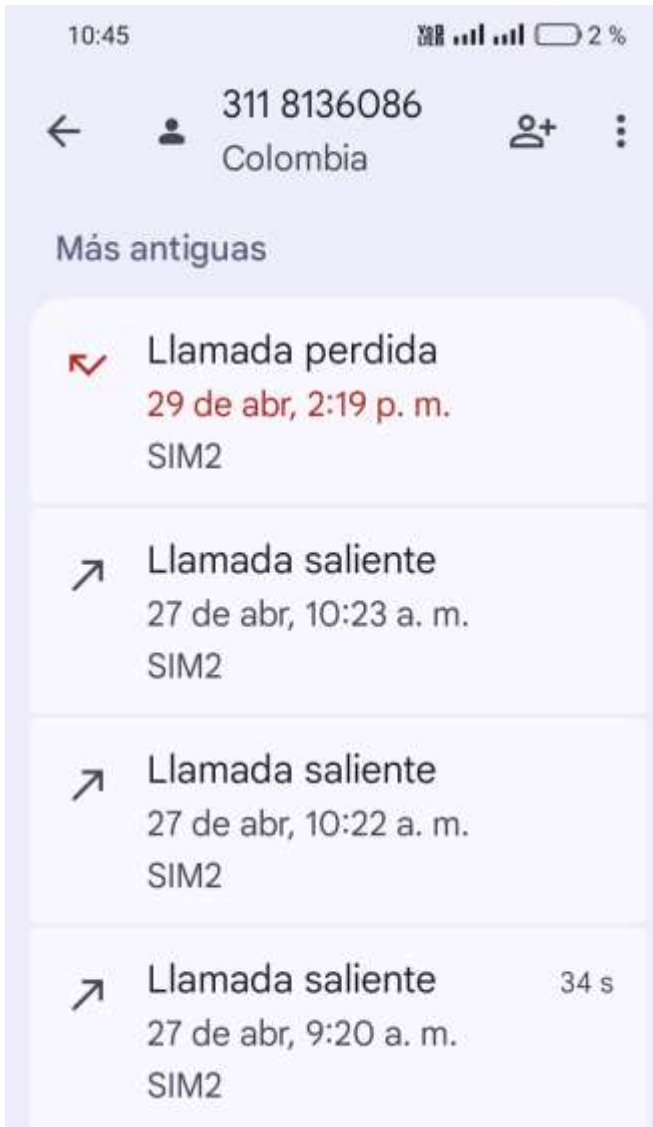 10:45
2 %
311 8136086
Colombia
Más antiguas
Llamada perdida
29 de abr, 2:19 p. m.
SIM2
Llamada saliente
27 de abr, 10:23 a. m.
SIM2
Llamada saliente
27 de abr, 10:22 a. m.
SIM2
Llamada saliente
34 s
27 de abr, 9:20 a. m.
SIM2